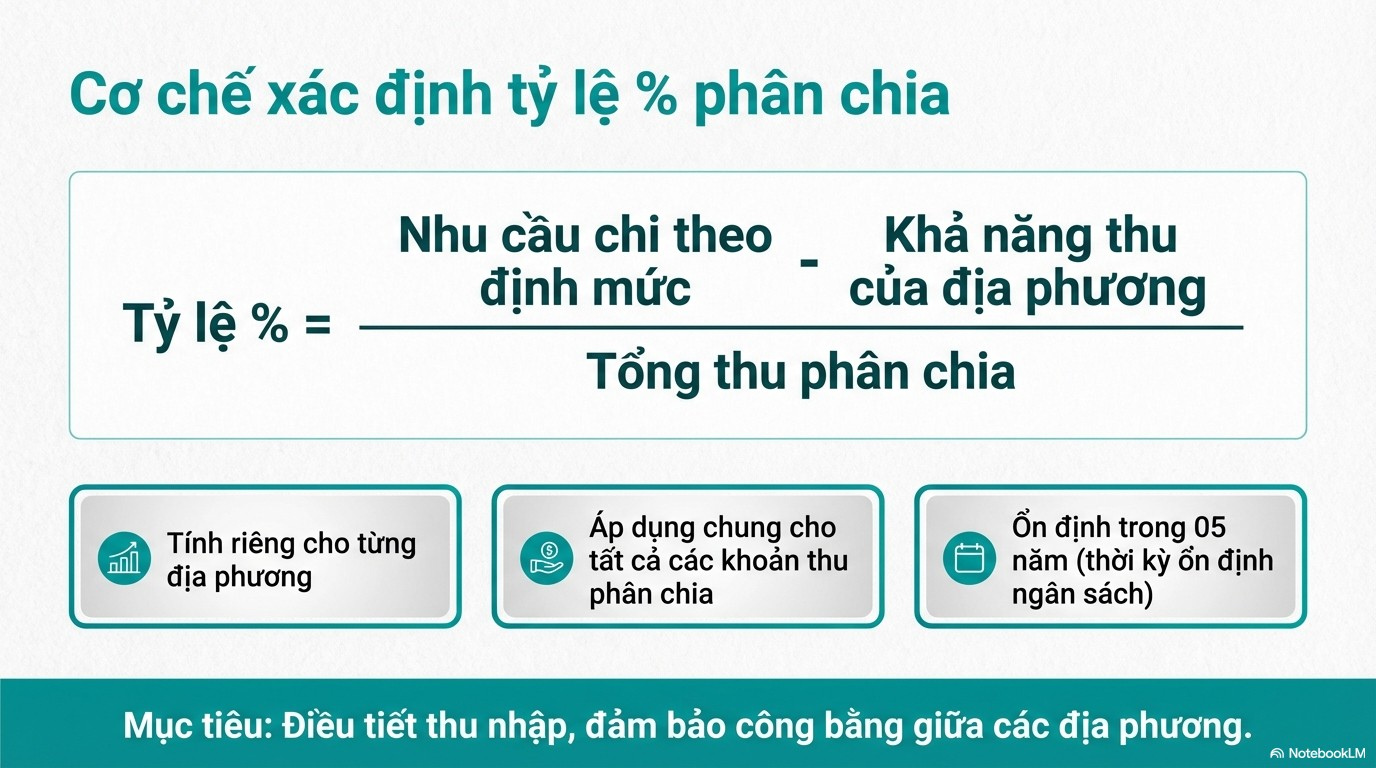 Cơ chế xác định tỷ lệ % phân chia
Tỷ lệ % =
Nhu cầu chi theo
định mức
-
Khả năng thu
của địa phương
Tổng thu phân chia
Tính riêng cho từng
địa phương
Áp dụng chung cho
tất cả các khoản thu
phân chia
Ổn định trong 05
năm (thời kỳ ổn định
ngân sách)
Mục tiêu: Điều tiết thu nhập, đảm bảo công bằng giữa các địa phương.
NotebookLM